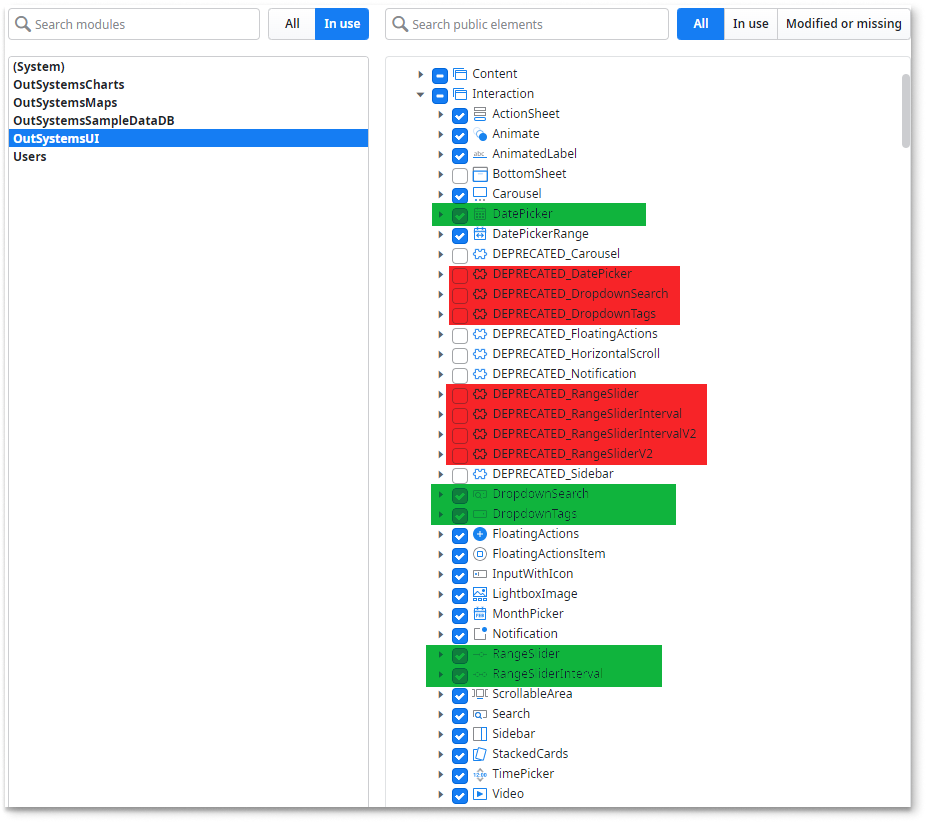 Search modules
All
In use
Search public elements
All
In use
Modified or missing
(System)
OutSystemsCharts
OutSystemsMaps
OutSystemsSampleDataDB
OutSystemsUI
Users
Content
Interaction
ActionSheet
Animate
abc AnimatedLabel
BottomSheet
Carousel
DatePicker
DatePickerRange
DEPRECATED_Carousel
DEPRECATED_DatePicker
DEPRECATED_DropdownSearch
DEPRECATED_DropdownTags
DEPRECATED_FloatingActions
DEPRECATED_HorizontalScroll
DEPRECATED_Notification
DEPRECATED_RangeSlider
DEPRECATED_RangeSliderInterval
DEPRECATED_RangeSliderIntervalV2
DEPRECATED_RangeSliderV2
DEPRECATED_Sidebar
DropdownSearch
DropdownTags
FloatingActions
FloatingActionsItem
InputWithIcon
LightboxImage
MonthPicker
Notification
RangeSlider
RangeSliderInterval
ScrollableArea
Search
Sidebar
StackedCards
TimePicker
Video